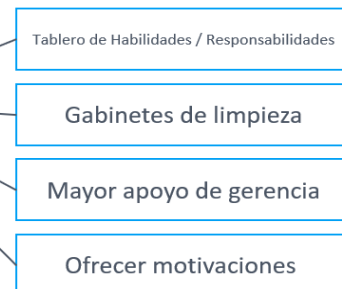 Tablero de Habilidades / Responsabilidades
Gabinetes de limpieza
Mayor apoyo de gerencia
Ofrecer motivaciones